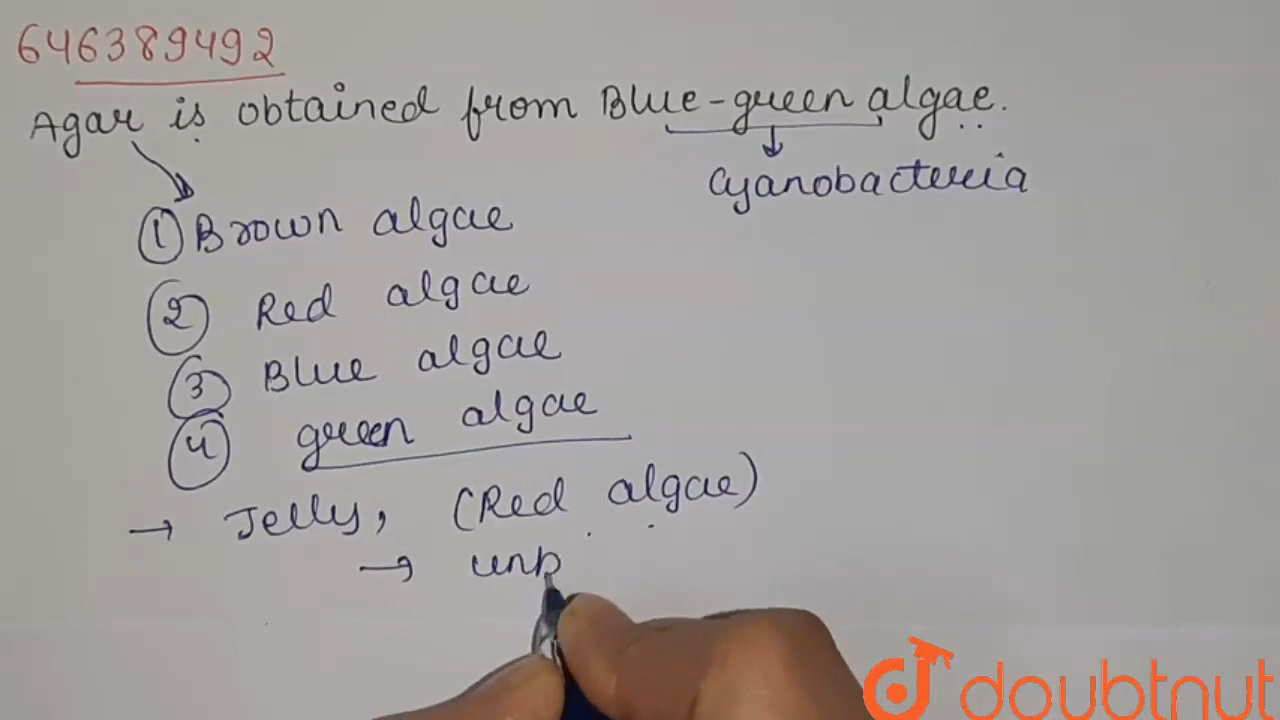 646389492
Agar is obtained from Blue-green algae.
Cyanobacteria
① Brown algae
② Red algae
③ Blue algae
④ green algae
→ Jelly, (Red algae)
→ unb
doubtnut